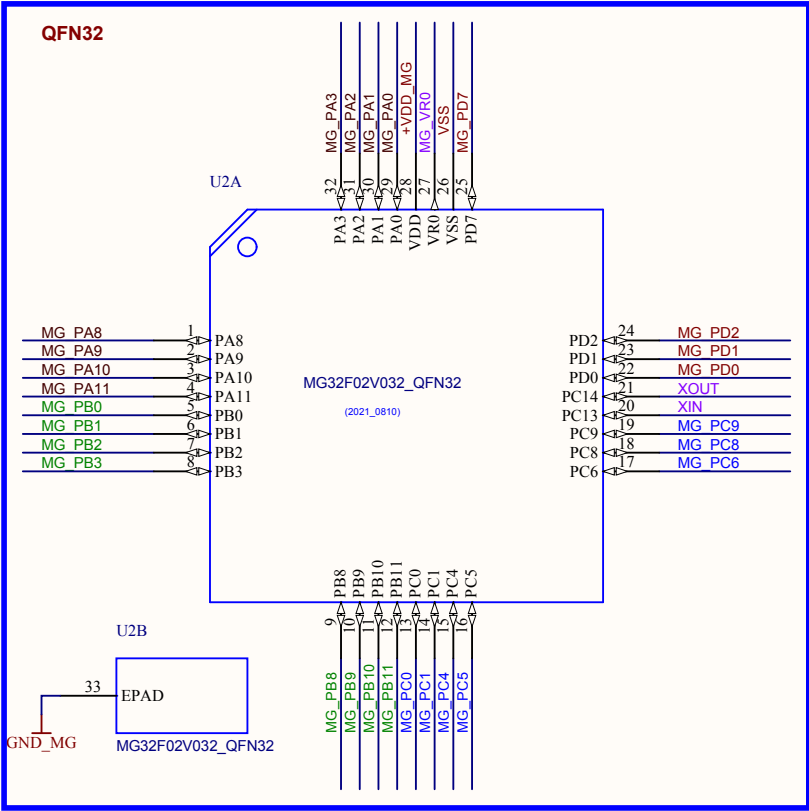 QFN32
MG_PA3
MG_PA2
MG_PA1
MG_PA0
+VDD_MG
MG_VR0
VSS
MG_PD7
32
31
30
29
28
27
26
25
U2A
PA3
PA2
PA1
PA0
VDD
VR0
VSS
PD7
MG_PA8 1 PA8
MG_PA9 2 PA9
MG_PA10 3 PA10
MG_PA11 4 PA11
MG_PB0 5 PB0
MG_PB1 6 PB1
MG_PB2 7 PB2
MG_PB3 8 PB3
MG32F02V032_QFN32
(2021_0810)
PD2 24 MG_PD2
PD1 23 MG_PD1
PD0 22 MG_PD0
PC14 21 XOUT
PC13 20 XIN
PC9 19 MG_PC9
PC8 18 MG_PC8
PC6 17 MG_PC6
PB8
PB9
PB10
PB11
PC0
PC1
PC4
PC5
9
10
11
12
13
14
15
16
MG_PB8
MG_PB9
MG_PB10
MG_PB11
MG_PC0
MG_PC1
MG_PC4
MG_PC5
U2B
33 EPAD
GND_MG
MG32F02V032_QFN32